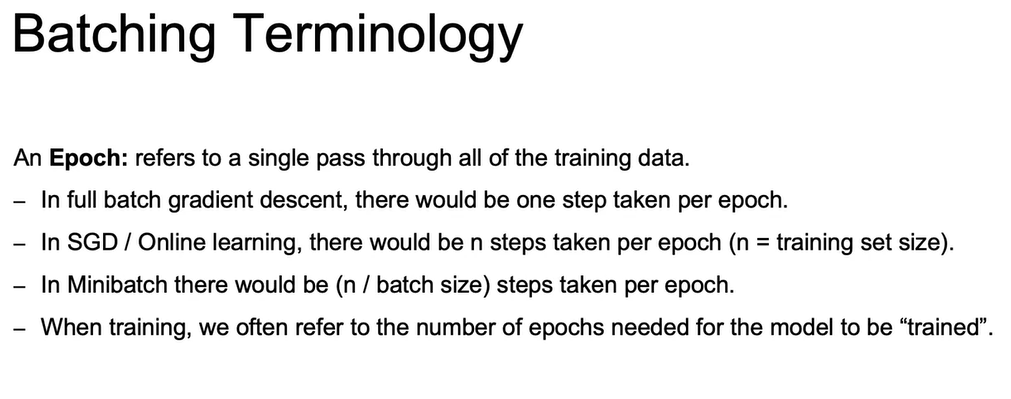 Batching Terminology
An Epoch: refers to a single pass through all of the training data.
– In full batch gradient descent, there would be one step taken per epoch.
– In SGD / Online learning, there would be n steps taken per epoch (n = training set size).
– In Minibatch there would be (n / batch size) steps taken per epoch.
– When training, we often refer to the number of epochs needed for the model to be “trained”.